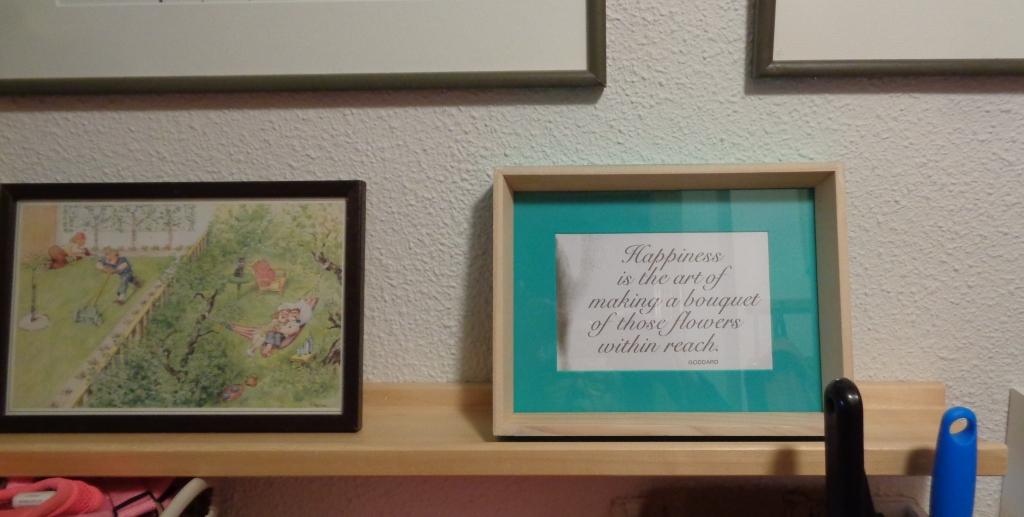 Happiness
is the art of
making a bouquet
of those flowers
within reach.
GODDARD